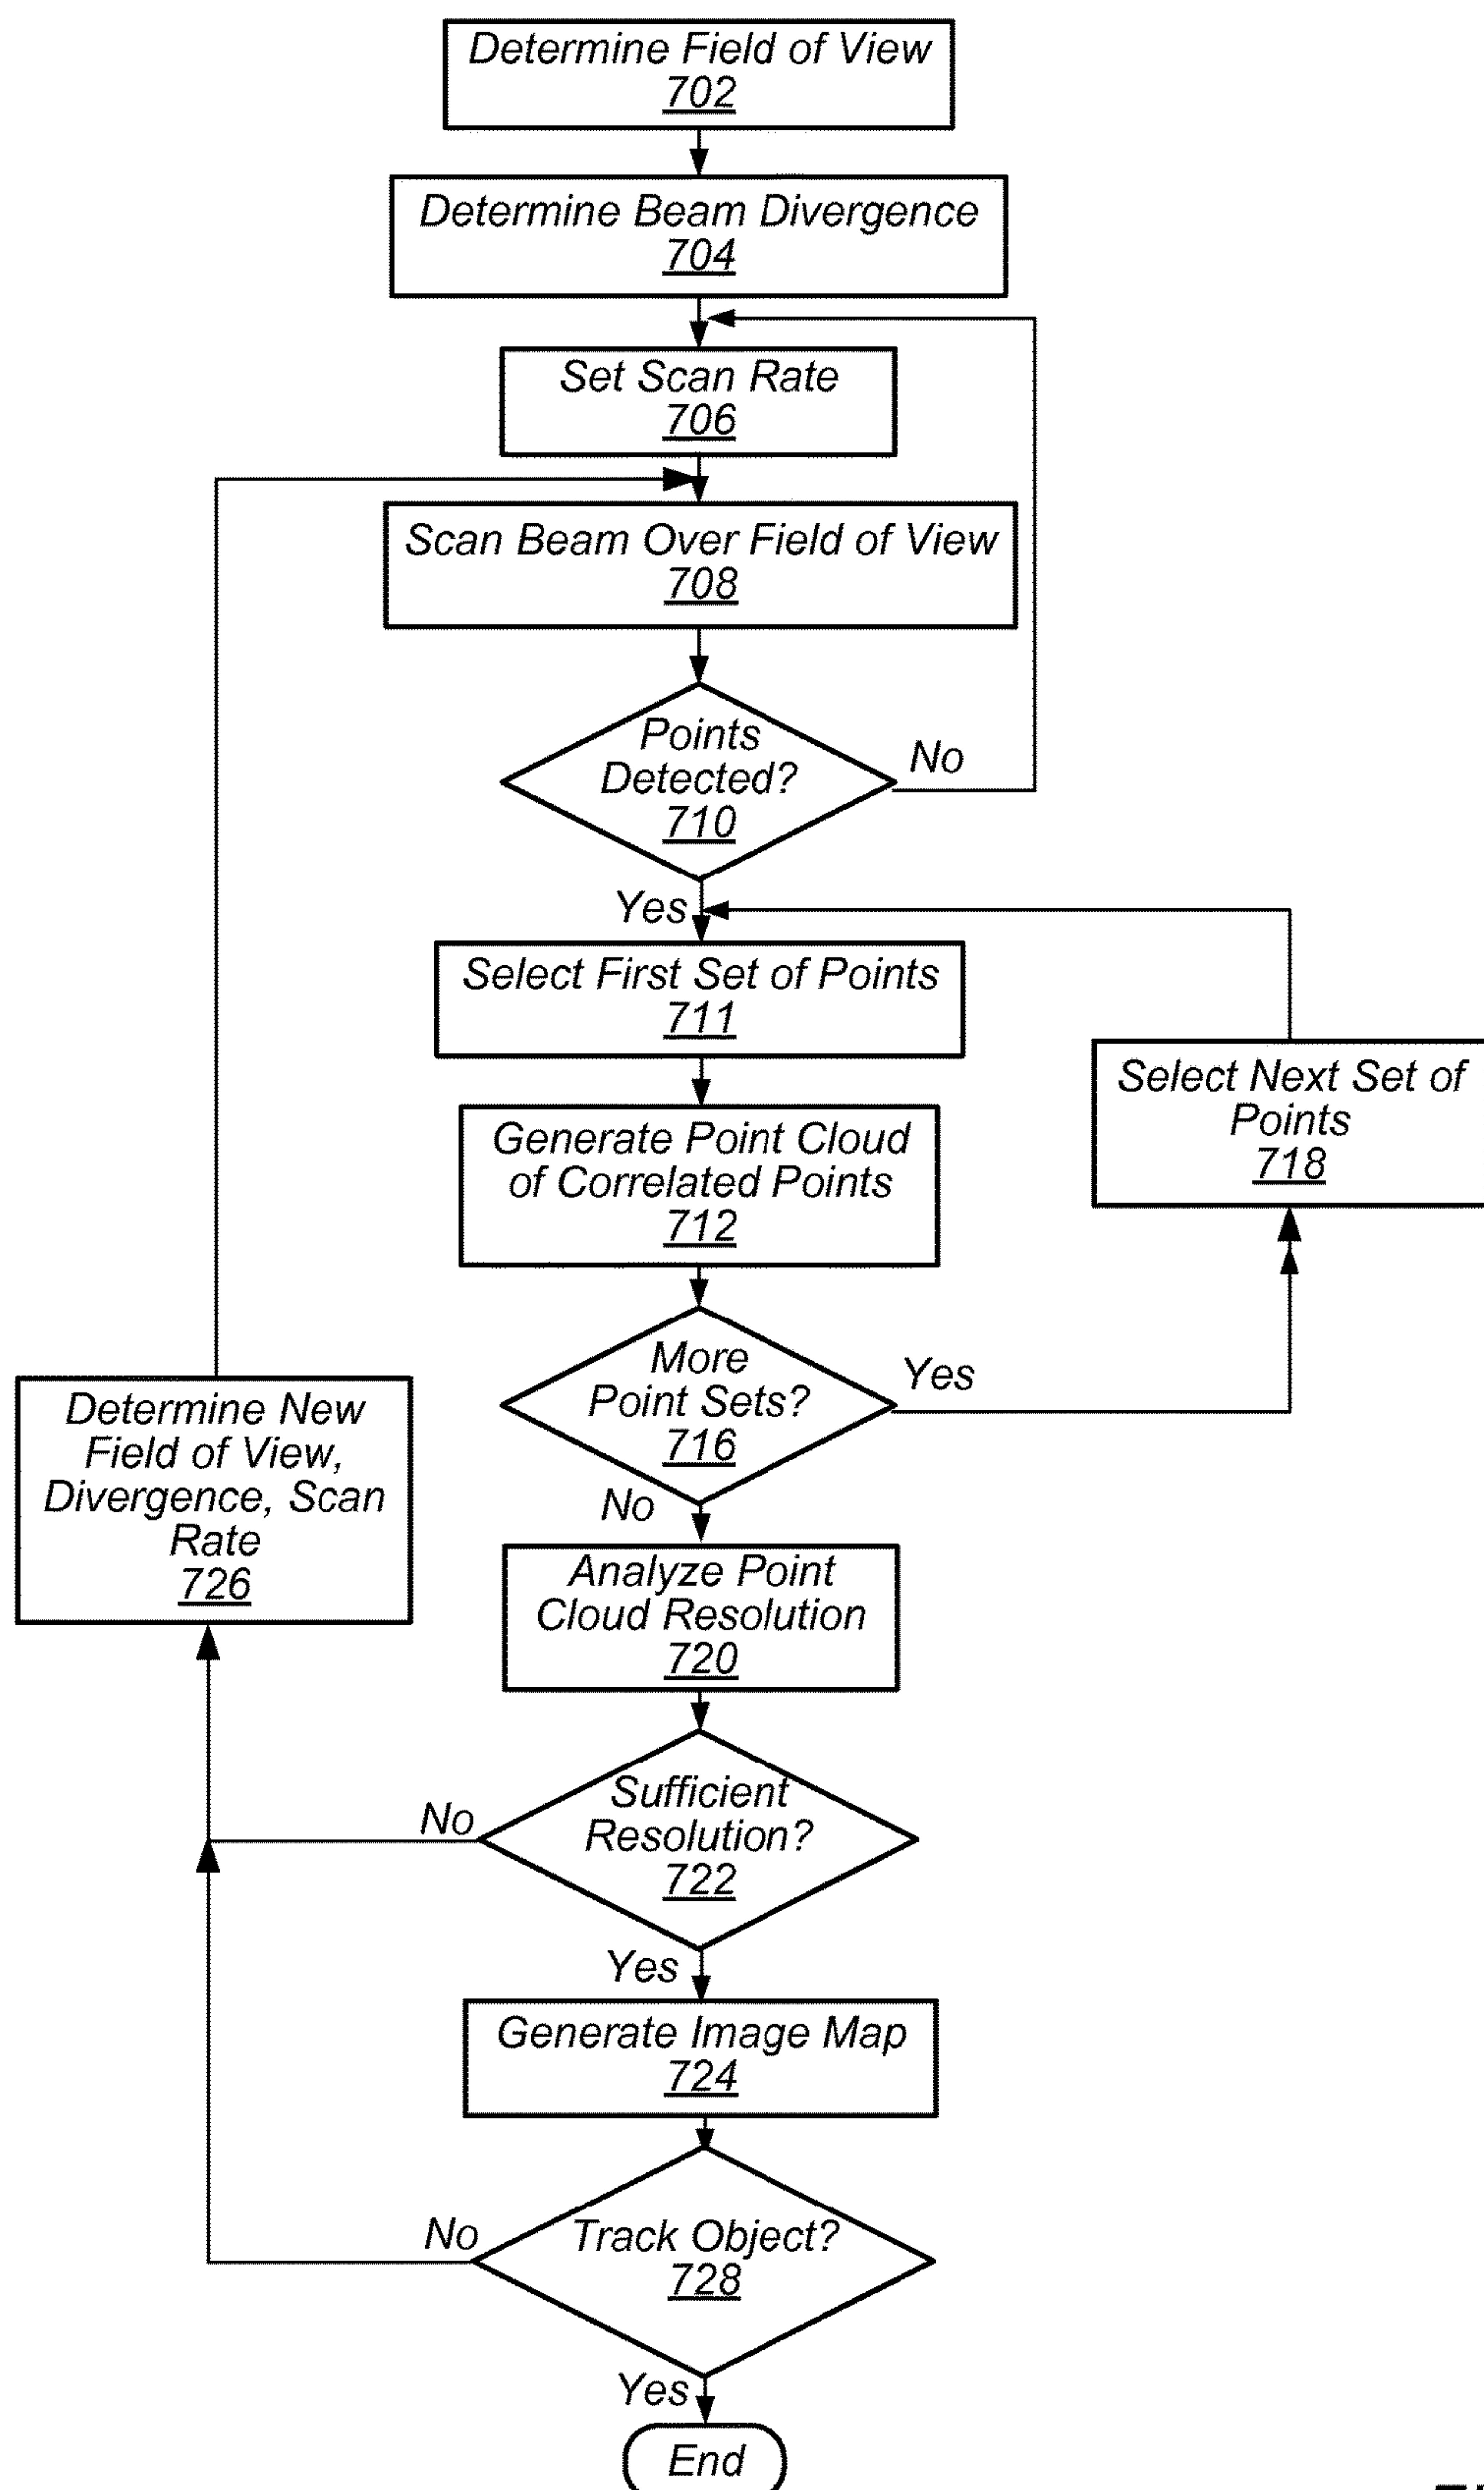 Determine Field of View
702
Determine Beam Divergence
704
Set Scan Rate
706
Scan Beam Over Field of View
708
Points
Detected?
710
No
Yes
Select First Set of Points
711
Select Next Set of
Points
718
Generate Point Cloud
of Correlated Points
712
More
Point Sets?
716
Yes
No
Determine New
Field of View,
Divergence, Scan
Rate
726
Analyze Point
Cloud Resolution
720
Sufficient
Resolution?
722
No
Yes
Generate Image Map
724
Track Object?
728
No
Yes
End